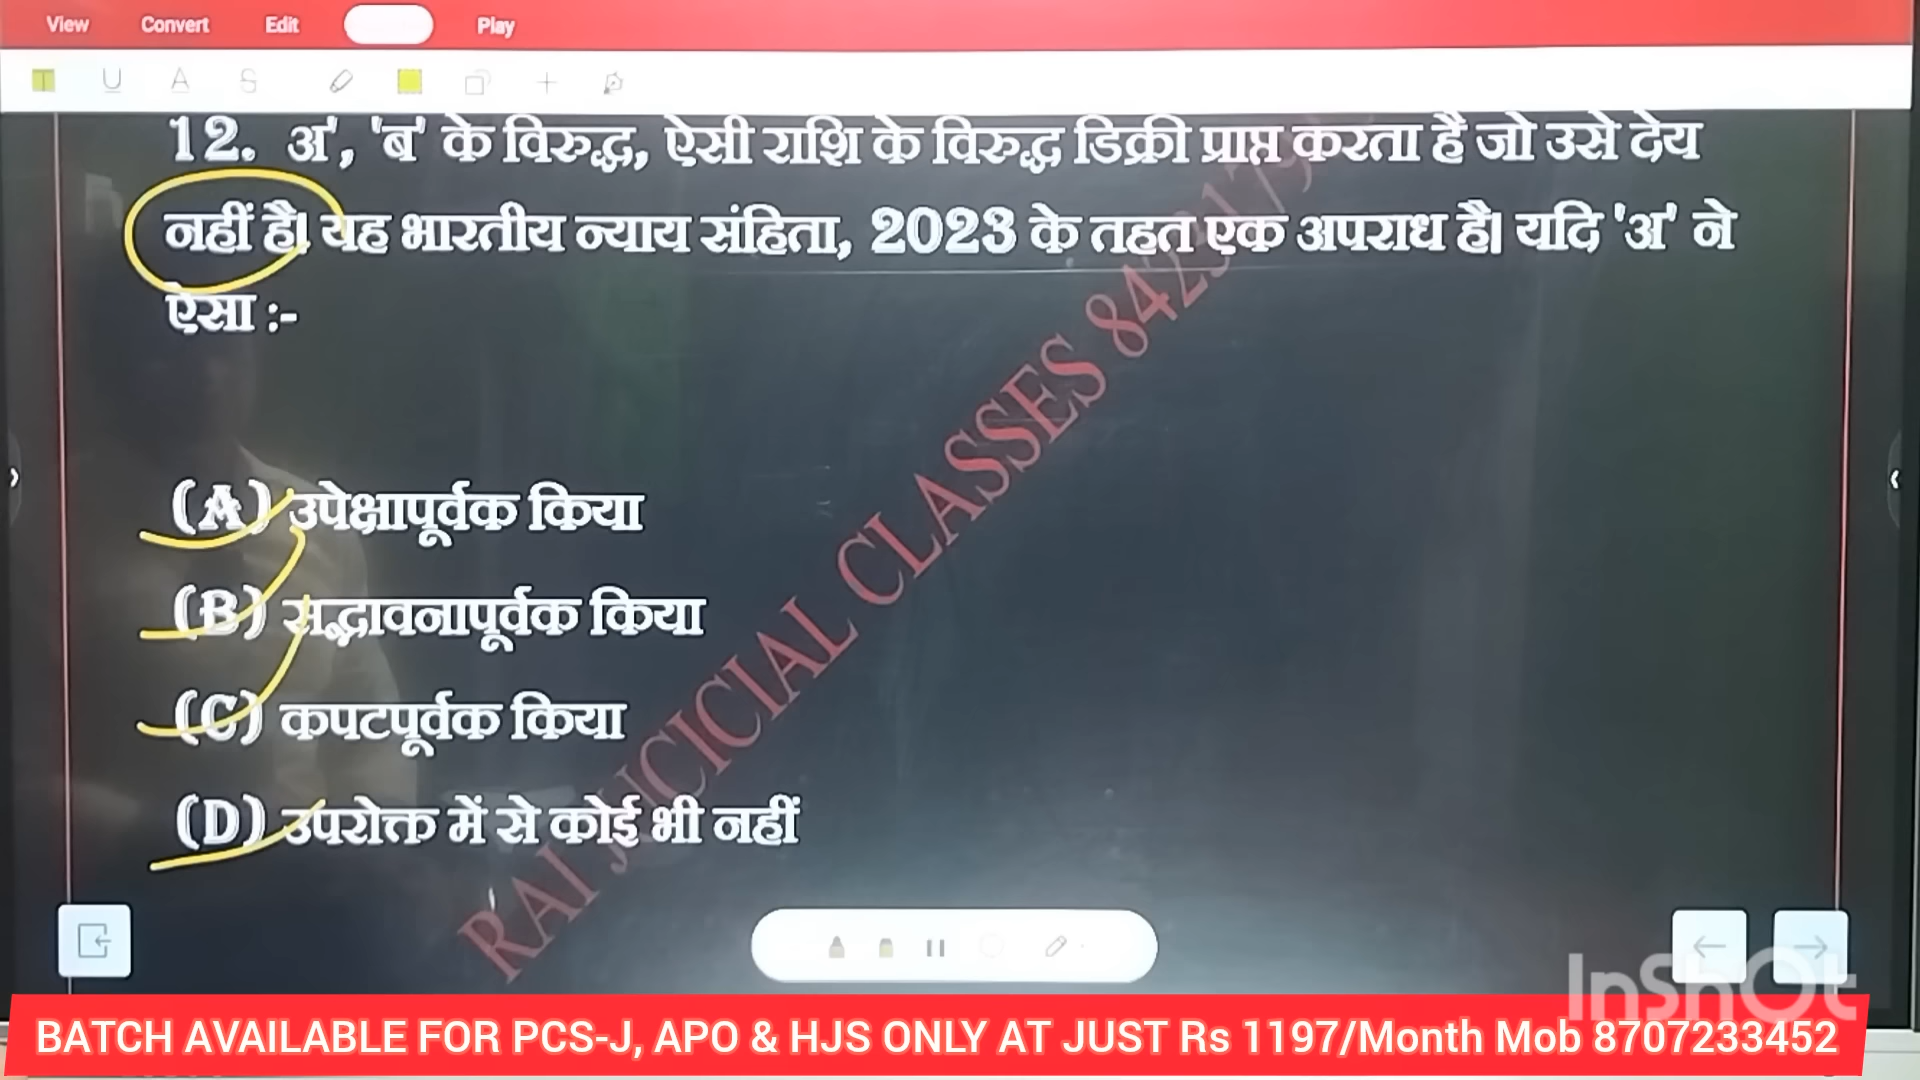 View Convert Edit Play
T U A S
12. अ', 'ब' के विरुद्ध, ऐसी राशि के विरुद्ध डिक्री प्राप्त करता है जो उसे देय
नहीं है। यह भारतीय न्याय संहिता, 2023 के तहत एक अपराध है। यदि 'अ' ने
ऐसा :-
(A) उपेक्षापूर्वक किया
(B) सद्भावनापूर्वक किया
(C) कपटपूर्वक किया
(D) उपरोक्त में से कोई भी नहीं
RAI JUCICIAL CLASSES
InShOt
BATCH AVAILABLE FOR PCS-J, APO & HJS ONLY AT JUST Rs 1197/Month Mob 8707233452